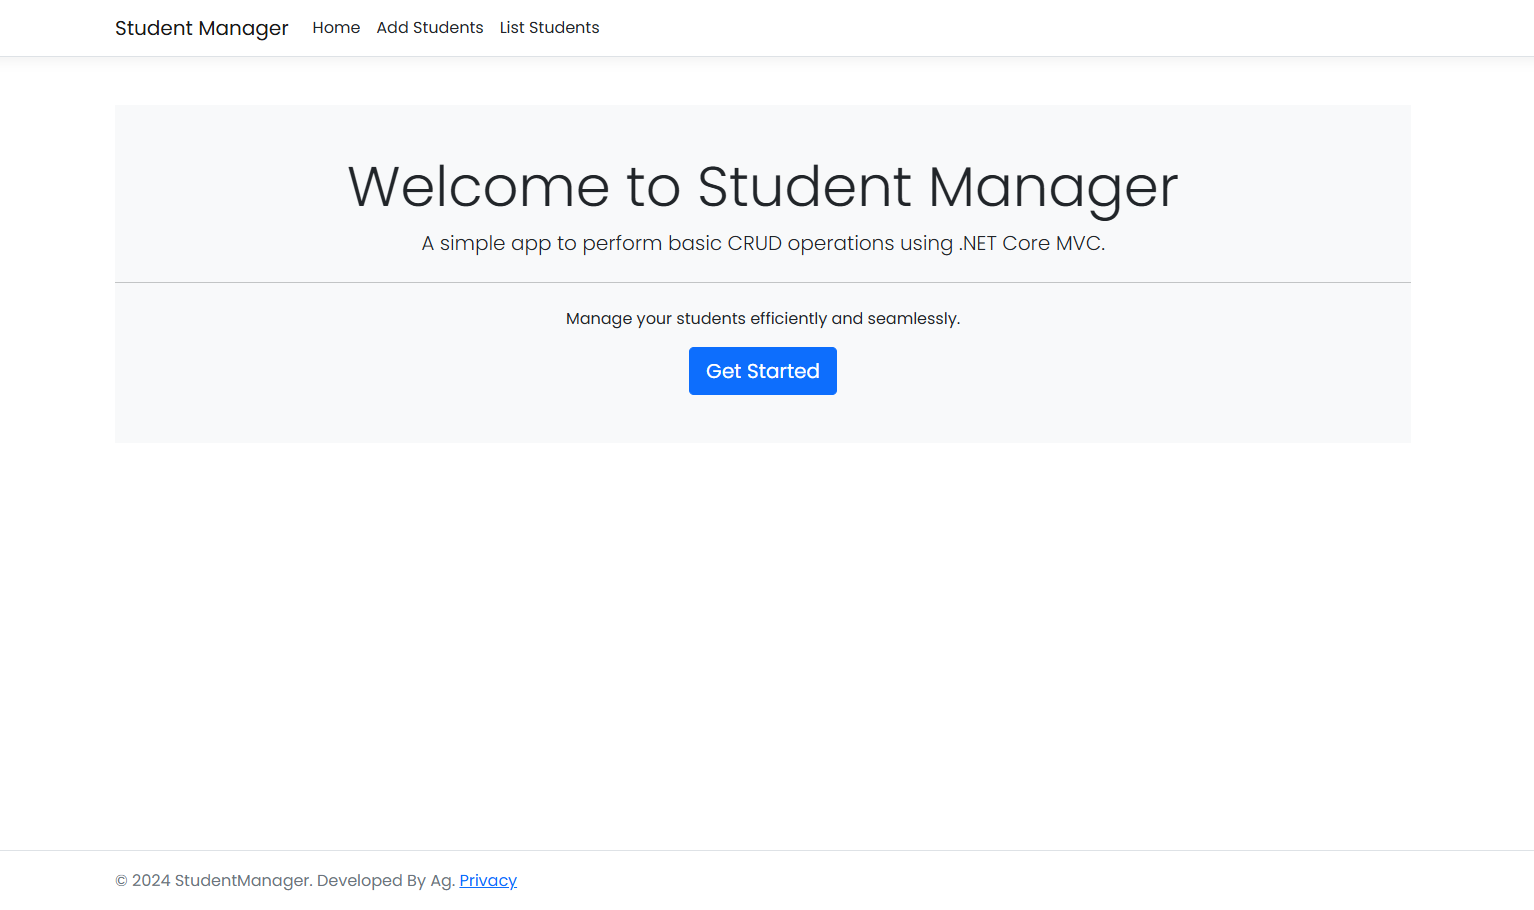 Student Manager Home Add Students List Students
Welcome to Student Manager
A simple app to perform basic CRUD operations using .NET Core MVC.
Manage your students efficiently and seamlessly.
Get Started
© 2024 StudentManager. Developed By Ag. Privacy